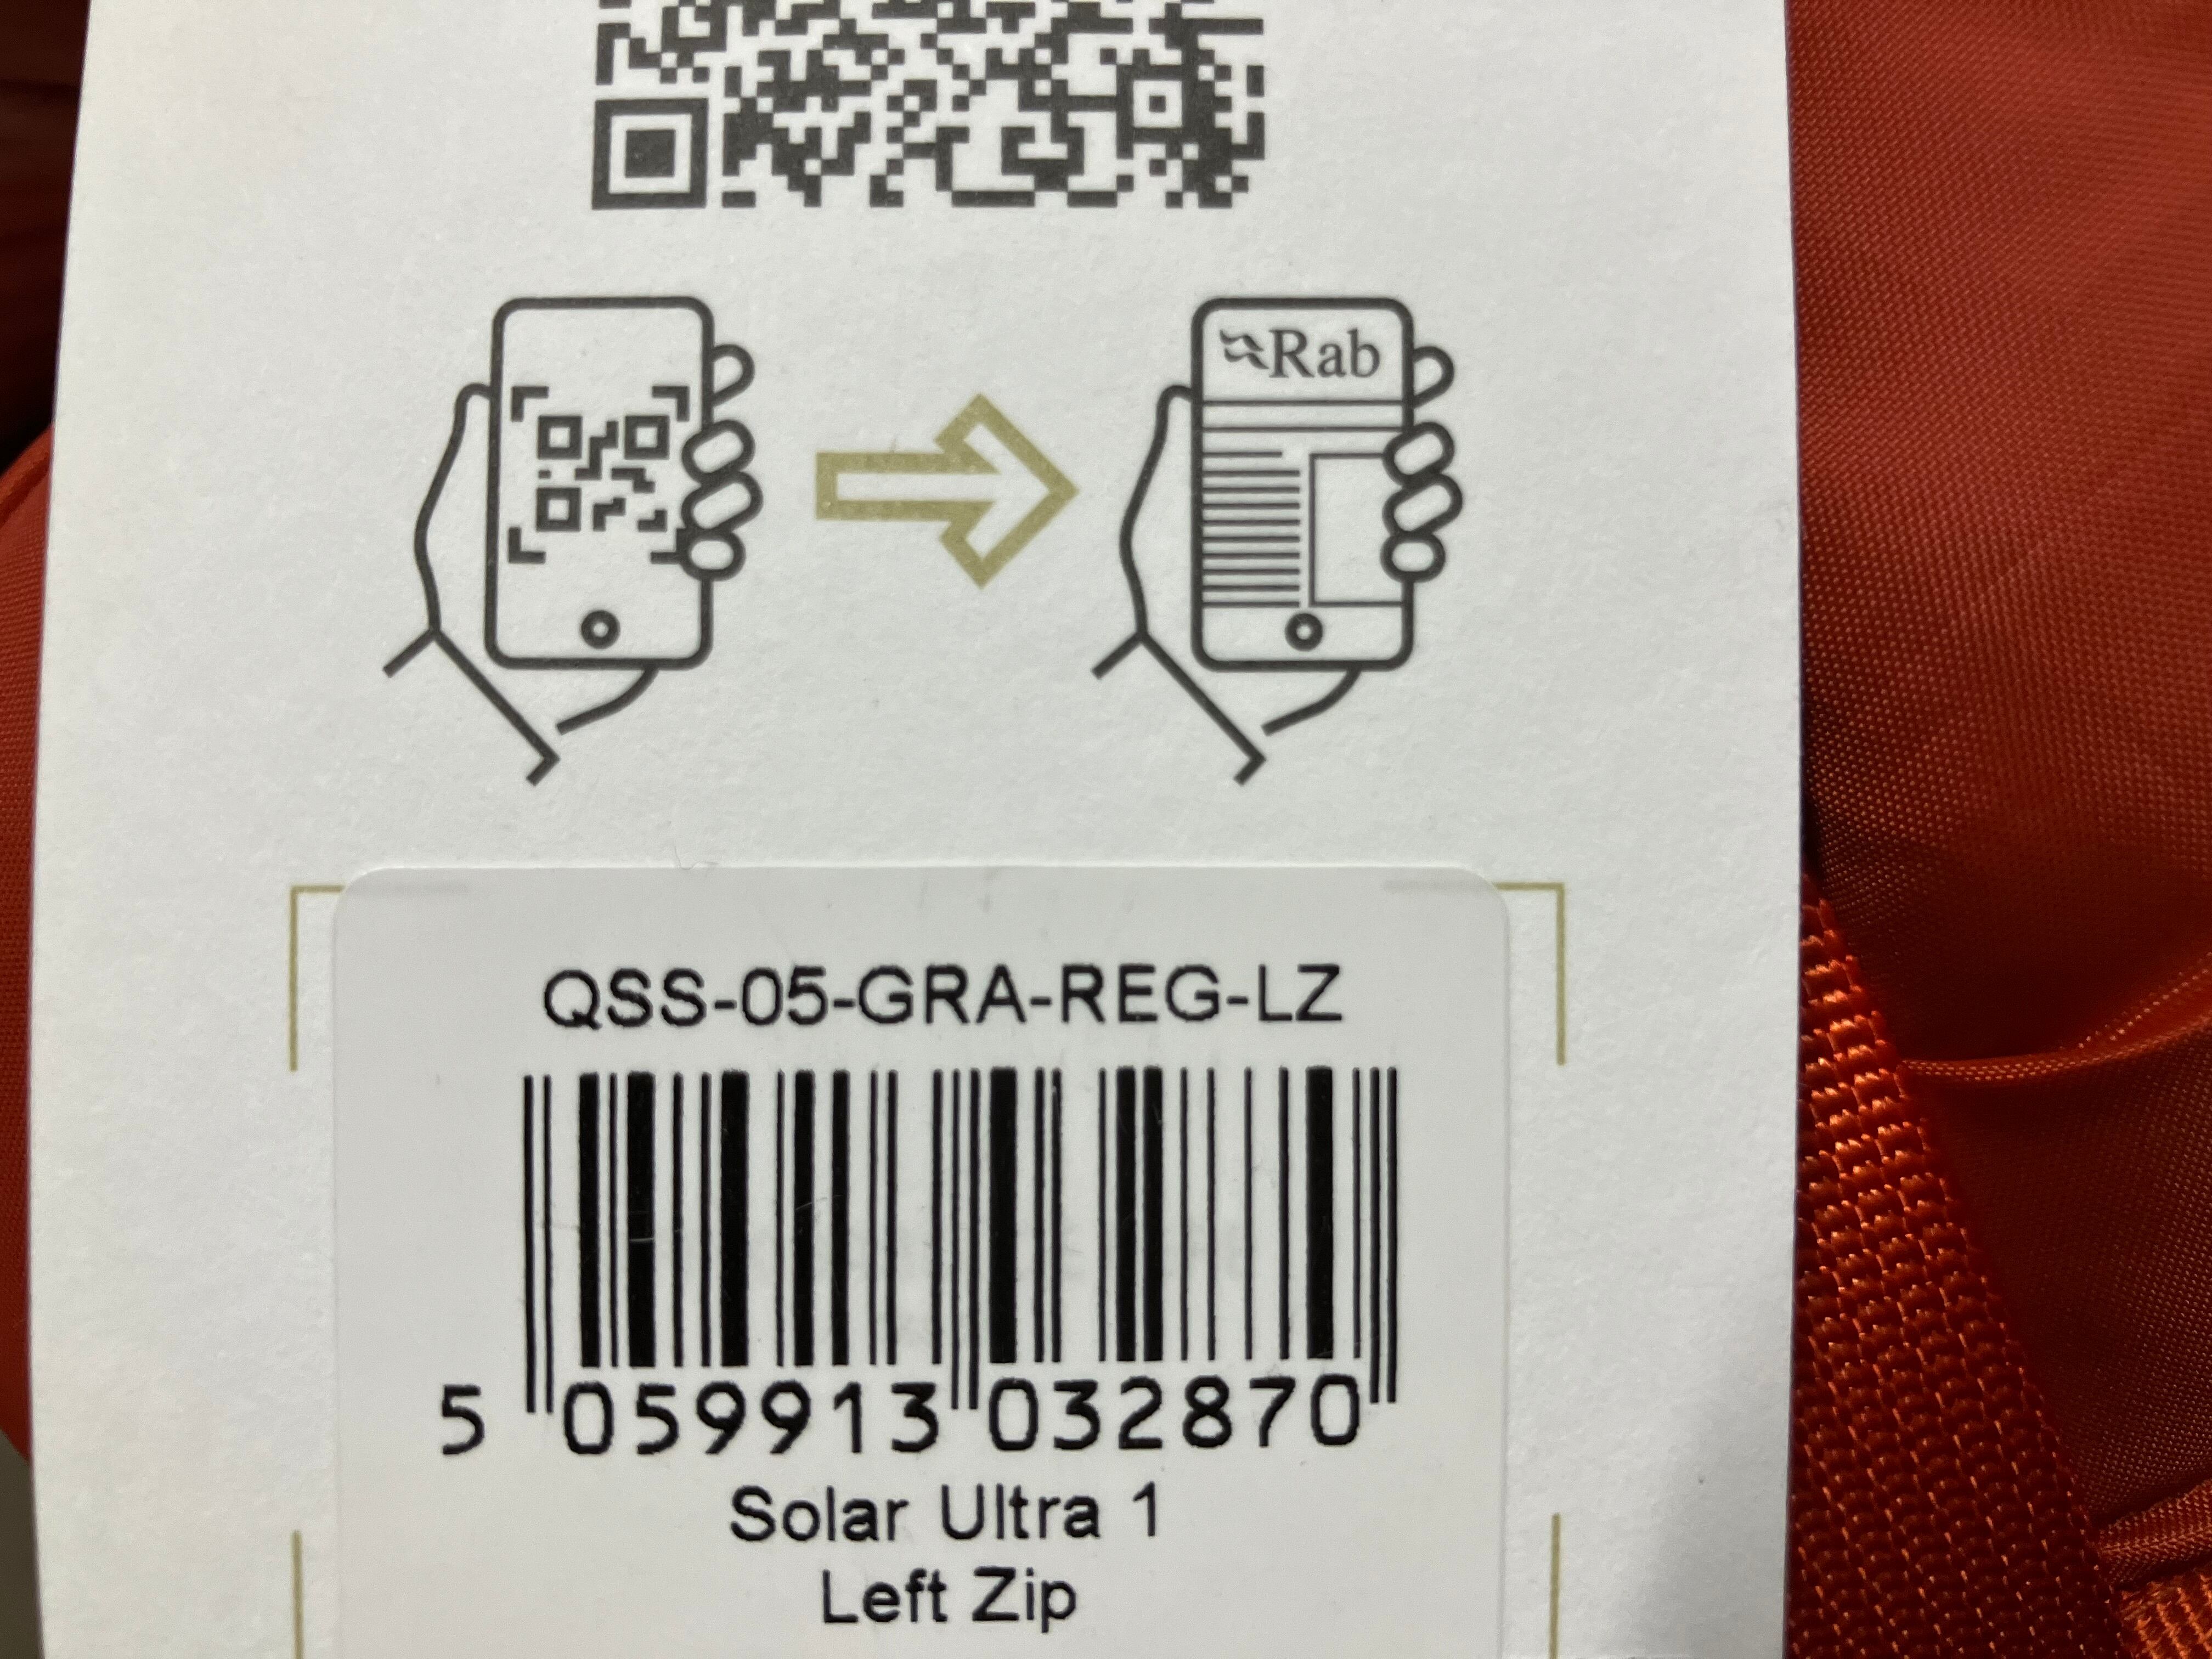 Rab
QSS-05-GRA-REG-LZ
5 059913 032870
Solar Ultra 1
Left Zip